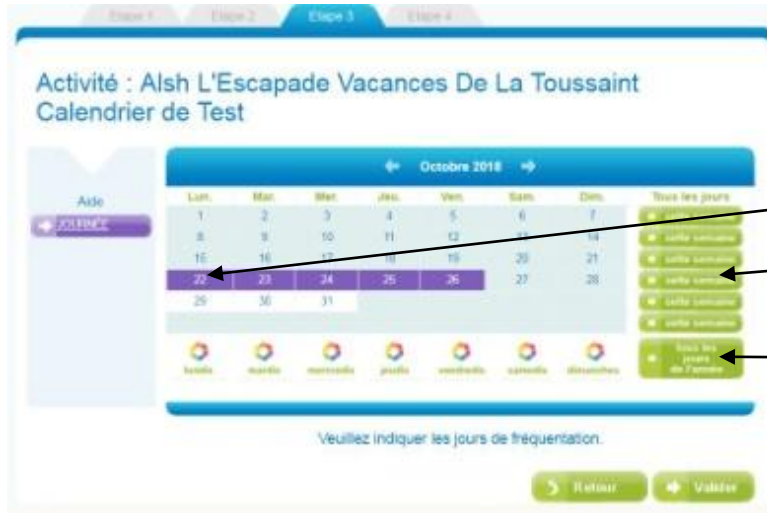 Etape 1 Etape 2 Etape 3 Etape 4
Activité : Alsh L'Escapade Vacances De La Toussaint
Calendrier de Test
Octobre 2018
Aide
JOURNÉE
Lun. Mar. Mer. Jeu. Ven. Sam. Dim. Tous les jours
1 2 3 4 5 6 7 cette semaine
8 9 10 11 12 13 14 cette semaine
15 16 17 18 19 20 21 cette semaine
22 23 24 25 26 27 28 cette semaine
29 30 31 cette semaine
cette semaine
lundis mardis mercredis jeudis vendredis samedis dimanches
tous les
jours
de l'année
Veuillez indiquer les jours de fréquentation.
Retour Valider